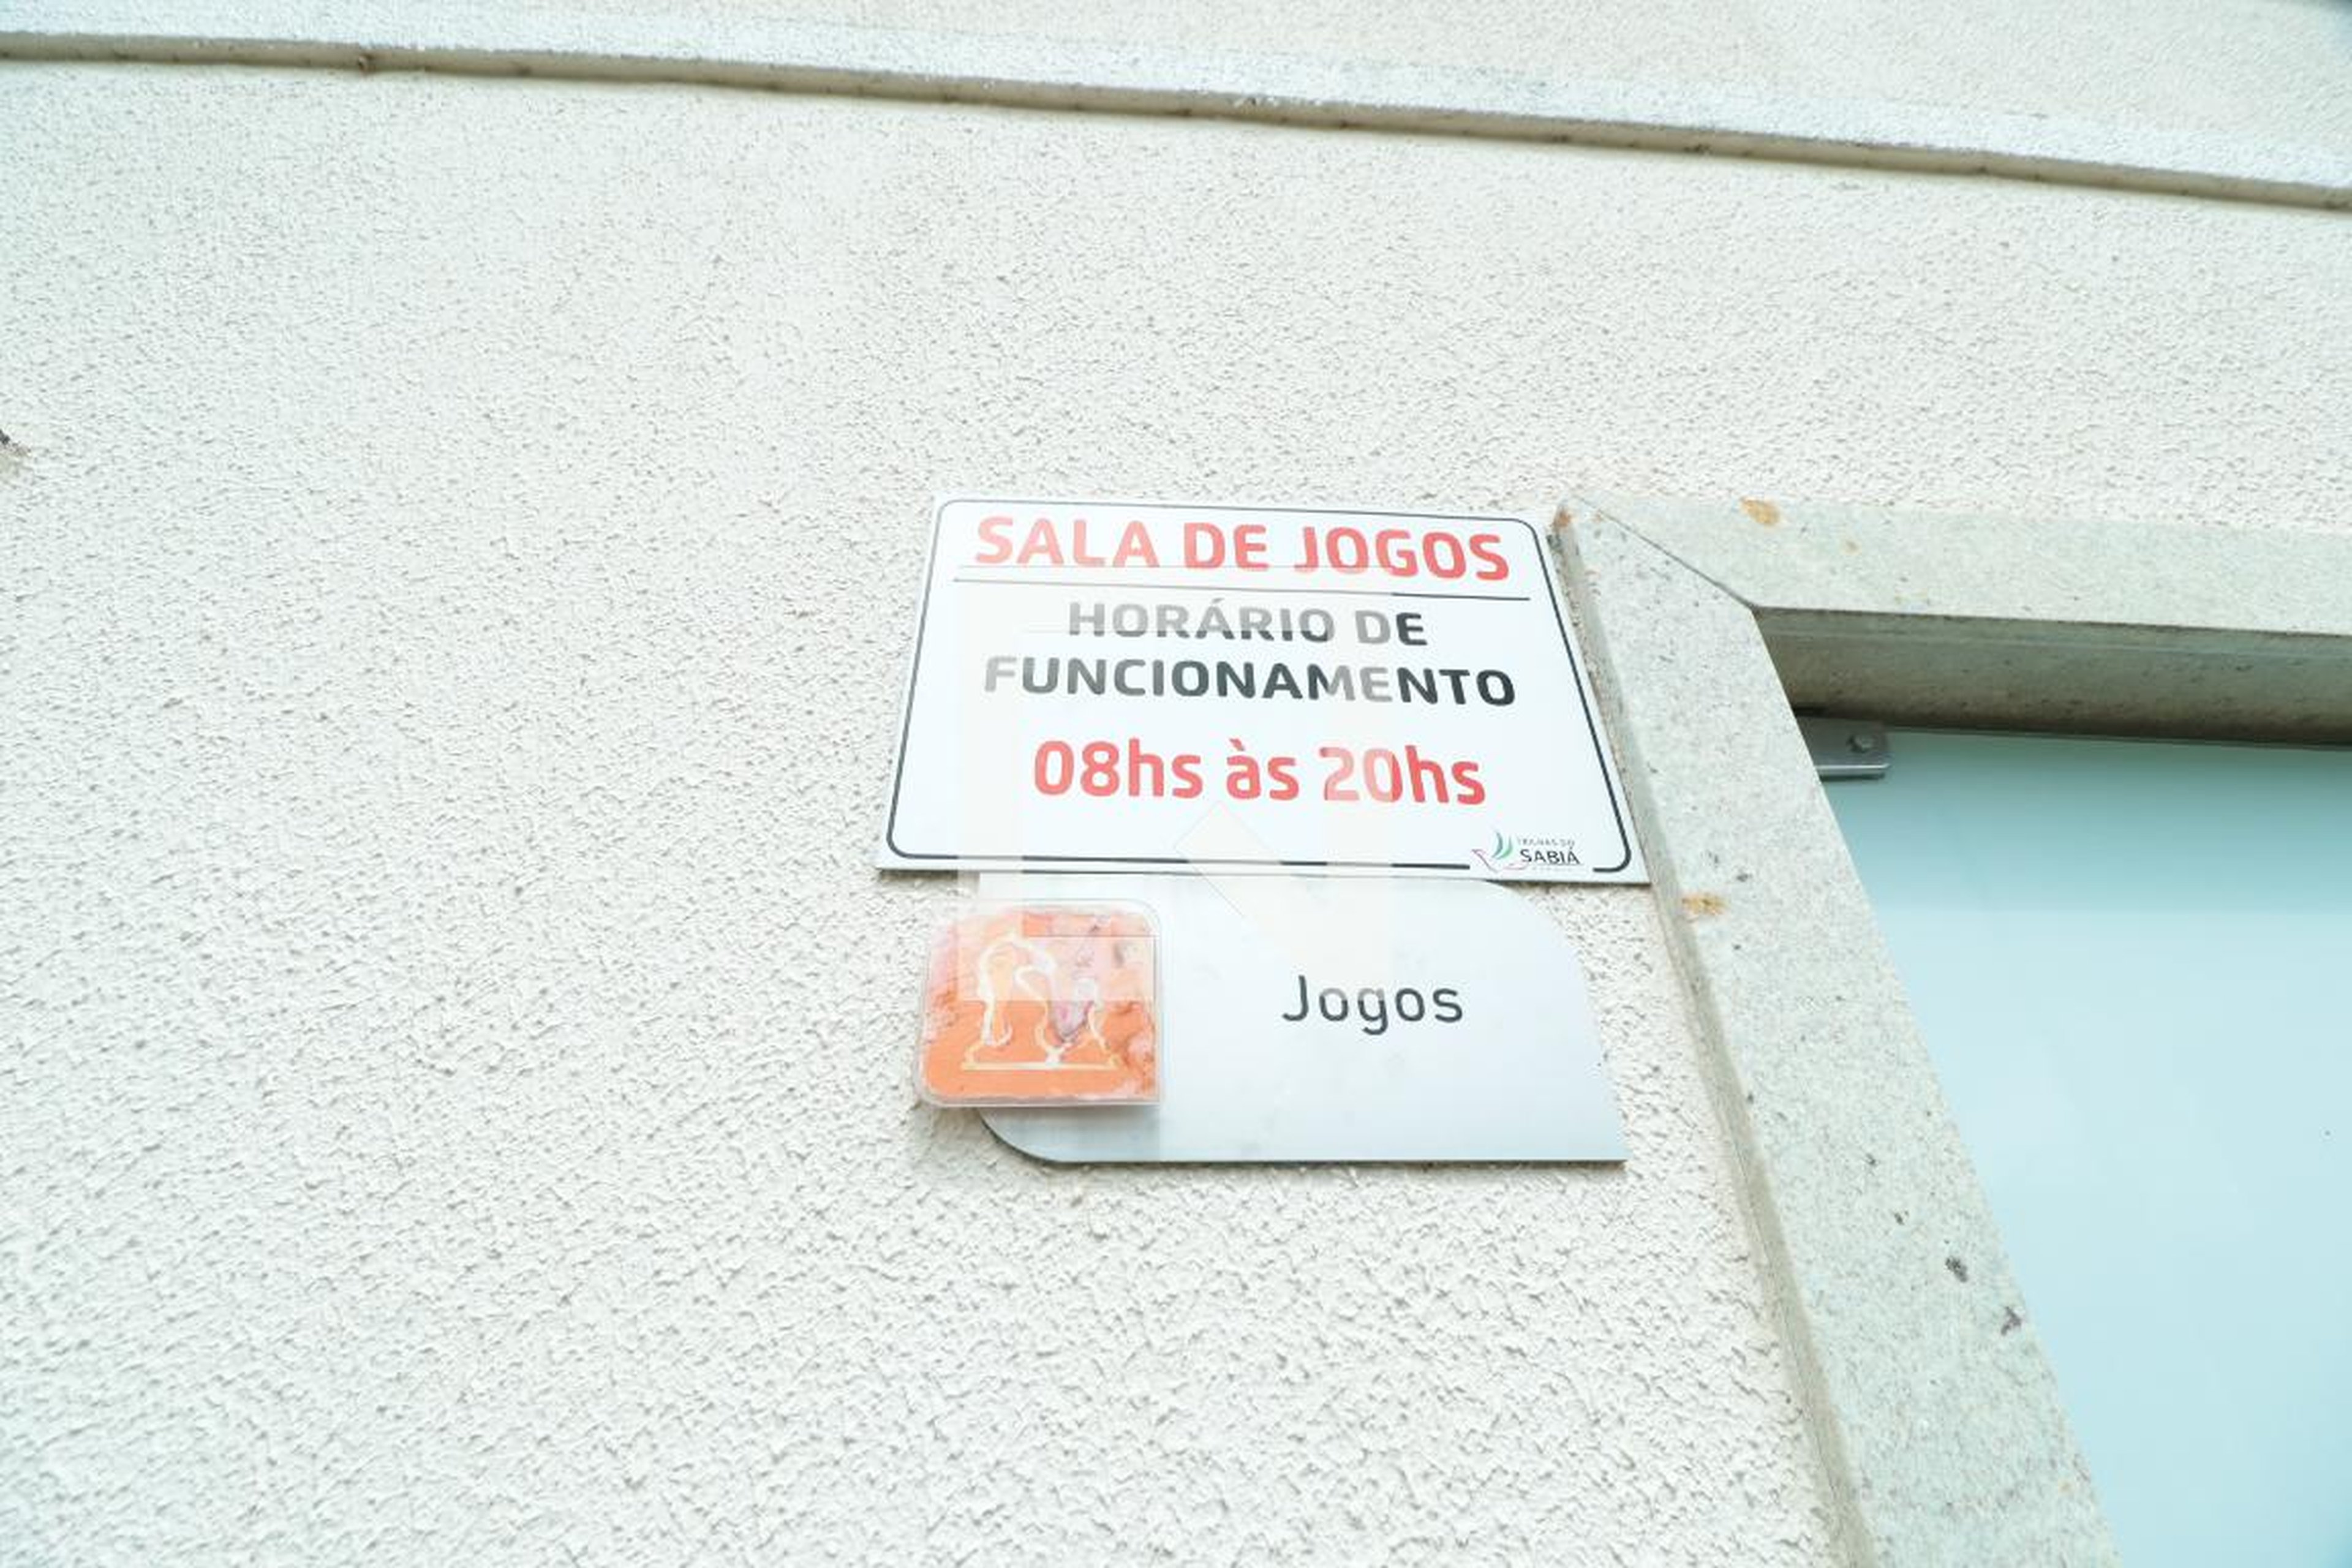 SALA DE JOGOS
HORÁRIO DE
FUNCIONAMENTO
08hs às 20hs
SABIÁ
Jogos